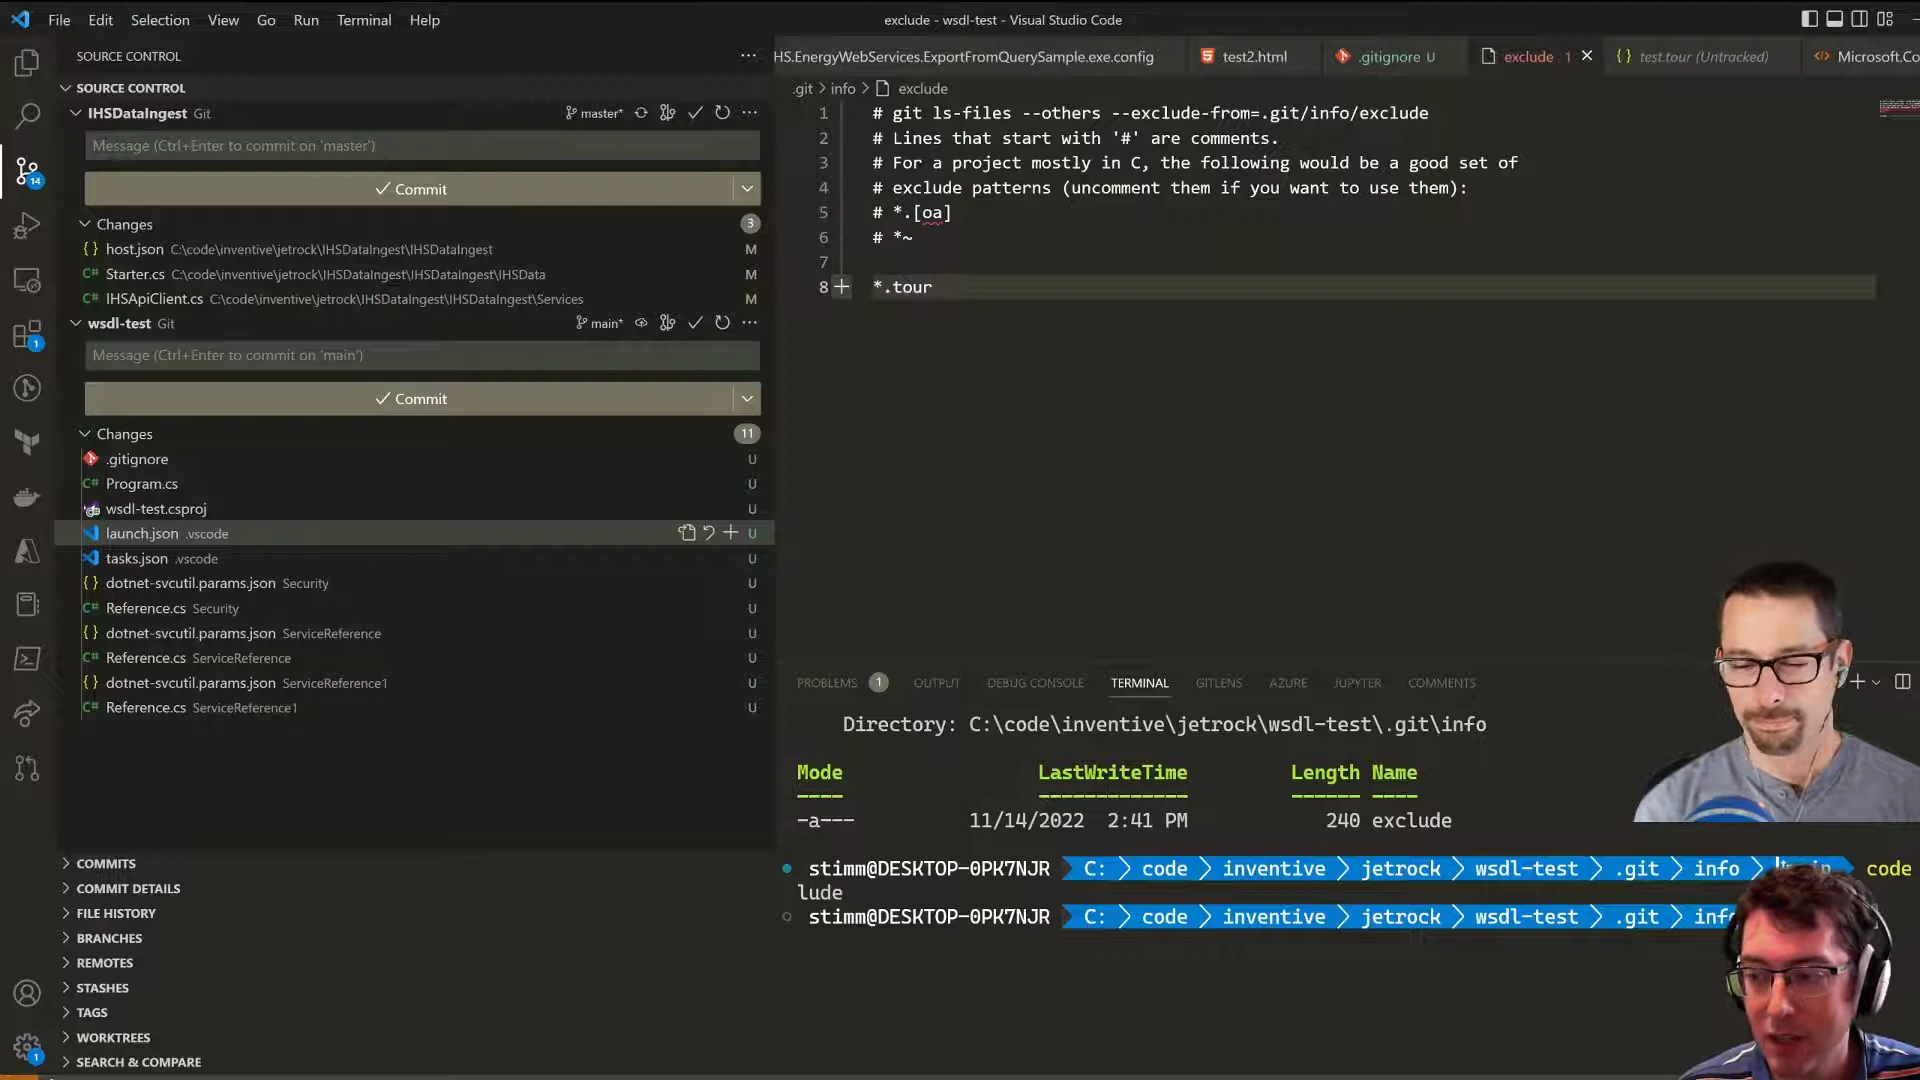 File Edit Selection View Go Run Terminal Help
exclude - wsdl-test - Visual Studio Code
SOURCE CONTROL
HS.EnergyWebServices.ExportFromQuerySample.exe.config
test2.html
.gitignore U
exclude 1
test.tour (Untracked)
Microsoft.Co
SOURCE CONTROL
.git > info > exclude
IHSDataIngest Git
master*
Message (Ctrl+Enter to commit on 'master')
Commit
Changes
3
host.json C:\code\inventive\jetrock\IHSDataIngest\IHSDataIngest M
Starter.cs C:\code\inventive\jetrock\IHSDataIngest\IHSData M
IHSApiClient.cs C:\code\inventive\jetrock\IHSDataIngest\IHSDataIngest\Services M
wsdl-test Git
main*
Message (Ctrl+Enter to commit on 'main')
Commit
Changes
11
.gitignore U
Program.cs U
wsdl-test.csproj U
launch.json .vscode U
tasks.json .vscode U
dotnet-svcutil.params.json Security U
Reference.cs Security U
dotnet-svcutil.params.json ServiceReference U
Reference.cs ServiceReference U
dotnet-svcutil.params.json ServiceReference1 U
Reference.cs ServiceReference1 U
COMMITS
COMMIT DETAILS
FILE HISTORY
BRANCHES
REMOTES
STASHES
TAGS
WORKTREES
SEARCH & COMPARE
14
1
1
1 # git ls-files --others --exclude-from=.git/info/exclude
2 # Lines that start with '#' are comments.
3 # For a project mostly in C, the following would be a good set of
4 # exclude patterns (uncomment them if you want to use them):
5 # *.[oa]
6 # *~
7
8 *.tour
PROBLEMS 1 OUTPUT DEBUG CONSOLE TERMINAL GITLENS AZURE JUPYTER COMMENTS
Directory: C:\code\inventive\jetrock\wsdl-test\.git\info
Mode LastWriteTime Length Name
---- ------------- ------ ----
-a--- 11/14/2022 2:41 PM 240 exclude
stimm@DESKTOP-0PK7NJR C: code inventive jetrock wsdl-test .git info code
lude
stimm@DESKTOP-0PK7NJR C: code inventive jetrock wsdl-test .git info